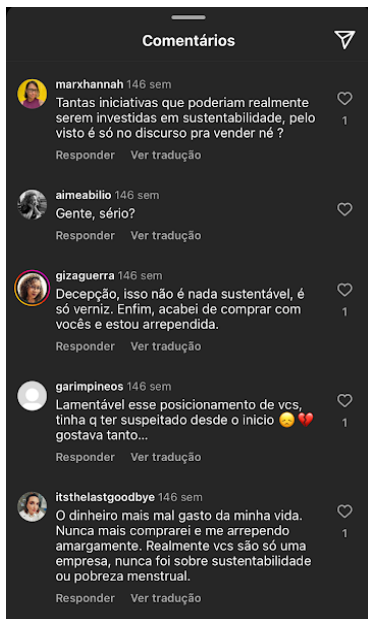 Comentários
marxhannah 146 sem
Tantas iniciativas que poderiam realmente
serem investidas em sustentabilidade, pelo
visto é só no discurso pra vender né ?
1
Responder Ver tradução
aimeabilio 146 sem
Gente, sério?
Responder Ver tradução
gizaguerra 146 sem
Decepção, isso não é nada sustentável, é
só verniz. Enfim, acabei de comprar com
vocês e estou arrependida.
1
Responder Ver tradução
garimpineos 146 sem
Lamentável esse posicionamento de vcs,
tinha q ter suspeitado desde o inicio 😞💔
gostava tanto...
1
Responder Ver tradução
itsthelastgoodbye 146 sem
O dinheiro mais mal gasto da minha vida.
Nunca mais comprarei e me arrependo
amargamente. Realmente vcs são só uma
empresa, nunca foi sobre sustentabilidade
ou pobreza menstrual.
1
Responder Ver tradução